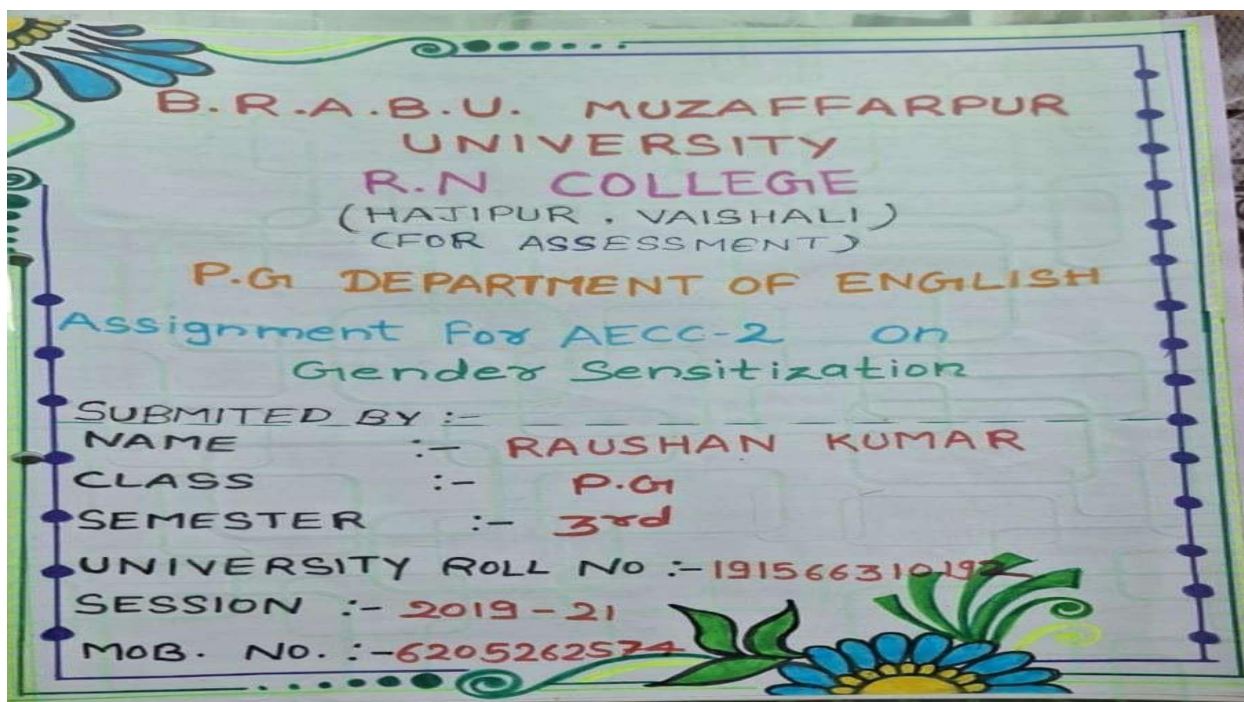 B.R.A.B.U. MUZAFFARPUR
UNIVERSITY
R.N COLLEGE
(HAJIPUR, VAISHALI)
(FOR ASSESSMENT)
P.G DEPARTMENT OF ENGLISH
Assignment For AECC-2 on
Gender Sensitization
SUBMITED BY :-
NAME :- RAUSHAN KUMAR
CLASS :- P.G
SEMESTER :- 3rd
UNIVERSITY ROLL NO :- 191566310192
SESSION :- 2019-21
MOB. NO. :- 6205262574